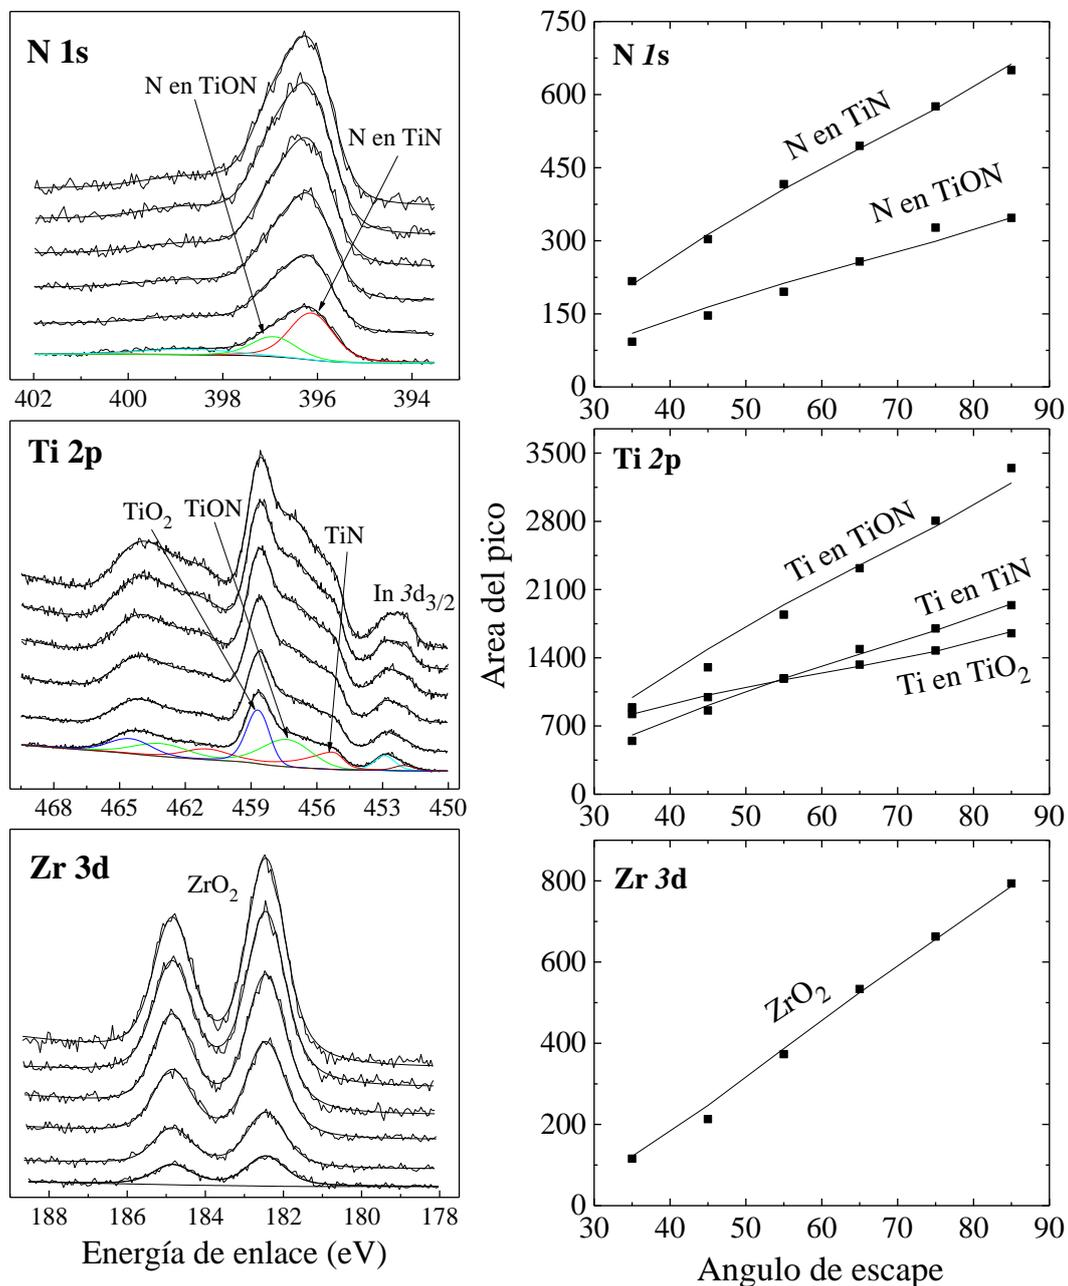 N 1s
N en TiON
N en TiN
402 400 398 396 394
N 1s
N en TiN
N en TiON
750
600
450
300
150
0
30 40 50 60 70 80 90
Ti 2p
TiO2
TiON
TiN
In 3d3/2
468 465 462 459 456 453 450
Ti 2p
Ti en TiON
Ti en TiN
Ti en TiO2
3500
2800
2100
1400
700
0
30 40 50 60 70 80 90
Area del pico
Zr 3d
ZrO2
188 186 184 182 180 178
Energía de enlace (eV)
Zr 3d
ZrO2
800
600
400
200
0
30 40 50 60 70 80 90
Angulo de escape